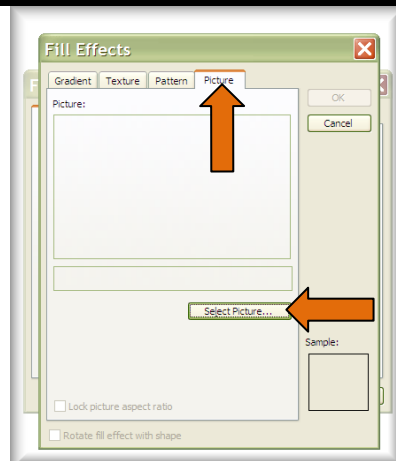 Fill Effects
Gradient Texture Pattern Picture
Picture:
OK
Cancel
Select Picture...
Sample:
Lock picture aspect ratio
Rotate fill effect with shape